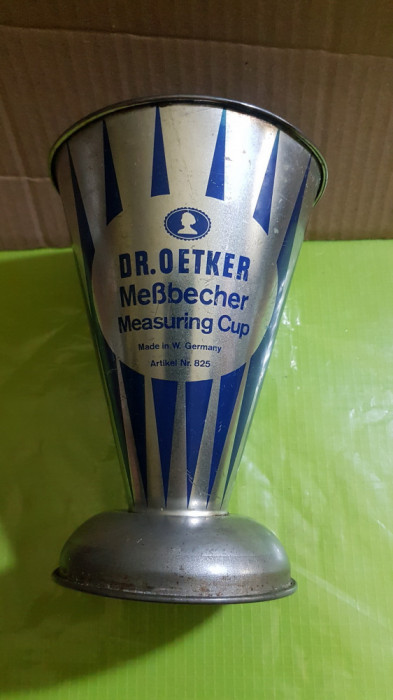 DR.OETKER
Meßbecher
Measuring Cup
Made in W. Germany
Artikel Nr. 825